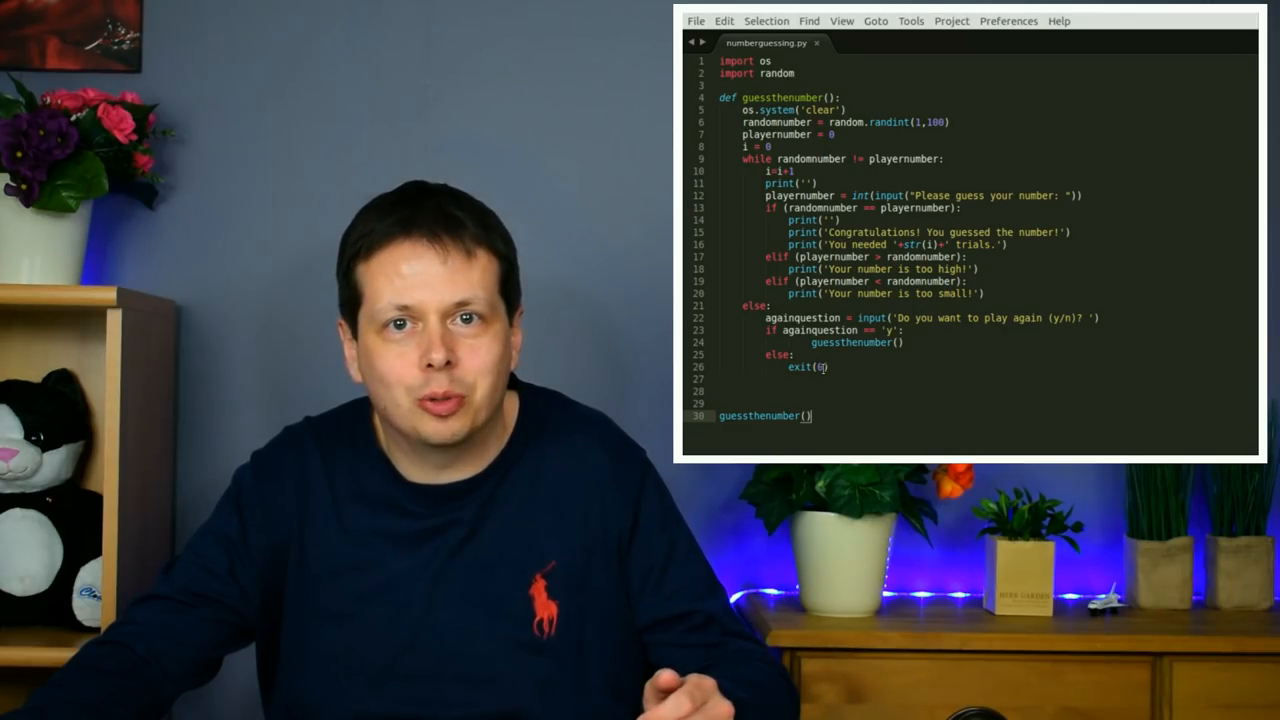 File Edit Selection Find View Goto Tools Project Preferences Help
numberguessing.py
1 import os
2 import random
3
4 def guessthenumber():
5 os.system('clear')
6 randomnumber = random.randint(1,100)
7 playernumber = 0
8 i = 0
9 while randomnumber != playernumber:
10 i=i+1
11 print('')
12 playernumber = int(input("Please guess your number: "))
13 if (randomnumber == playernumber):
14 print('')
15 print('Congratulations! You guessed the number!')
16 print('You needed '+str(i)+' trials.')
17 elif (playernumber > randomnumber):
18 print('Your number is too high!')
19 elif (playernumber < randomnumber):
20 print('Your number is too small!')
21 else:
22 againquestion = input('Do you want to play again (y/n)? ')
23 if againquestion == 'y':
24 guessthenumber()
25 else:
26 exit()
27
28
29
30 guessthenumber()
HERB GARDEN